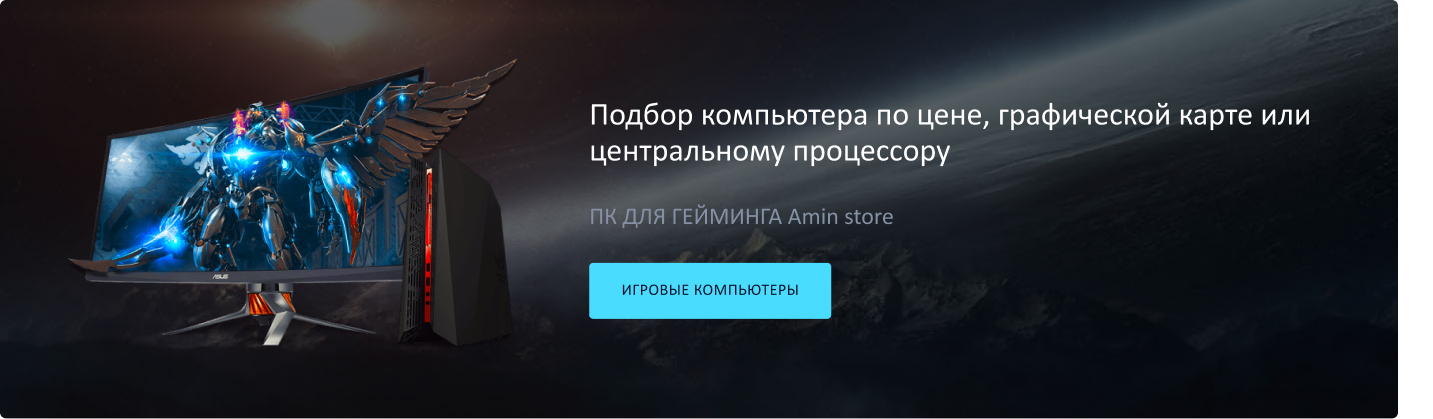 Подбор компьютера по цене, графической карте или
центральному процессору
ПК ДЛЯ ГЕЙМИНГА Amin store
ИГРОВЫЕ КОМПЬЮТЕРЫ
ASUS